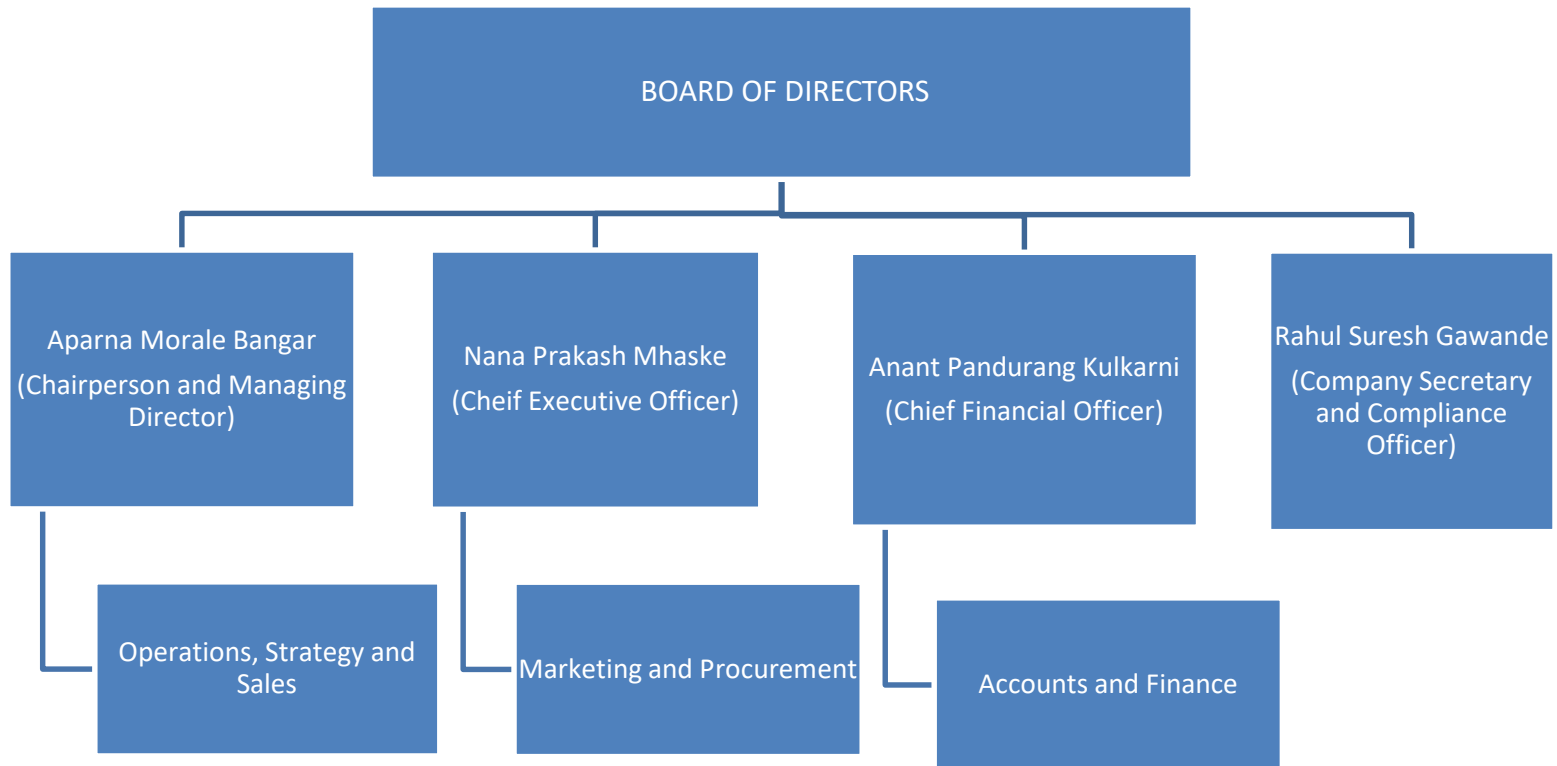 BOARD OF DIRECTORS
Aparna Morale Bangar
(Chairperson and Managing
Director)
Nana Prakash Mhaske
(Cheif Executive Officer)
Anant Pandurang Kulkarni
(Chief Financial Officer)
Rahul Suresh Gawande
(Company Secretary
and Compliance
Officer)
Operations, Strategy and
Sales
Marketing and Procurement
Accounts and Finance